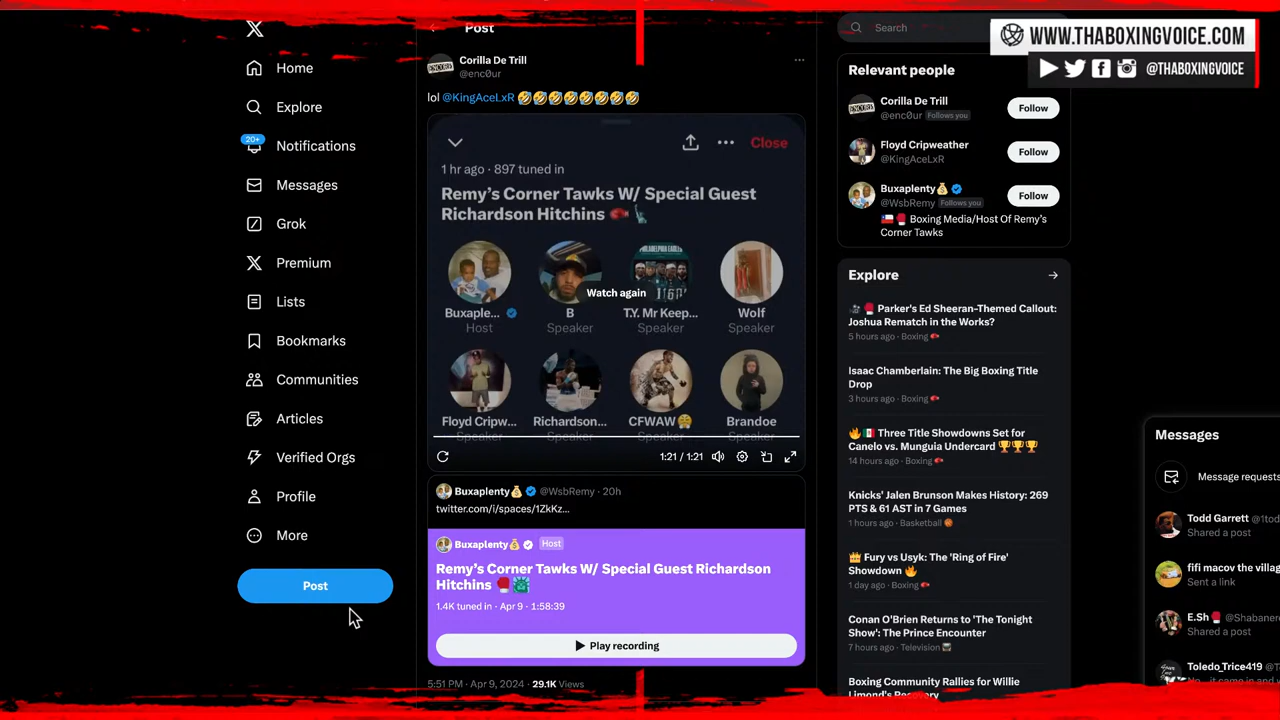 Post
Search
WWW.THABOXINGVOICE.COM
@THABOXINGVOICE
Home
Explore
20+
Notifications
Messages
Grok
Premium
Lists
Bookmarks
Communities
Articles
Verified Orgs
Profile
More
Post
Corilla De Trill
@enc0ur
lol @KingAceLxR 🤣🤣🤣🤣🤣🤣🤣🤣
Close
1 hr ago · 897 tuned in
Remy's Corner Tawks W/ Special Guest
Richardson Hitchins 🥊🗽
Watch again
Buxaple...
Host
B
Speaker
T.Y. Mr Keep...
Speaker
Wolf
Speaker
Floyd Cripw...
Speaker
Richardson...
Speaker
CFWAW😤
Speaker
Brandoe
Speaker
1:21 / 1:21
Buxaplenty💰 @WsbRemy · 20h
twitter.com/i/spaces/1ZkKz...
Buxaplenty💰 Host
Remy's Corner Tawks W/ Special Guest Richardson
Hitchins 🥊🗽
1.4K tuned in · Apr 9 · 1:58:39
Play recording
5:51 PM · Apr 9, 2024 · 29.1K Views
Relevant people
Corilla De Trill
@enc0ur Follows you
Follow
Floyd Cripweather
@KingAceLxR
Follow
Buxaplenty💰
@WsbRemy Follows you
Follow
🇨🇱🥊 Boxing Media/Host Of Remy's
Corner Tawks
Explore
🎶🥊 Parker's Ed Sheeran-Themed Callout:
Joshua Rematch in the Works?
5 hours ago · Boxing 🥊
Isaac Chamberlain: The Big Boxing Title
Drop
3 hours ago · Boxing 🥊
🔥🇲🇽 Three Title Showdowns Set for
Canelo vs. Munguia Undercard 🏆🏆🏆
14 hours ago · Boxing 🥊
Knicks' Jalen Brunson Makes History: 269
PTS & 61 AST in 7 Games
1 hours ago · Basketball 🏀
👑 Fury vs Usyk: The 'Ring of Fire'
Showdown 🔥
1 day ago · Boxing 🥊
Conan O'Brien Returns to 'The Tonight
Show': The Prince Encounter
7 hours ago · Television 📺
Boxing Community Rallies for Willie
Limond's Recovery
Messages
Message requests
Todd Garrett @1tod
Shared a post
fifi macoy the villag
Sent a link
E.Sh🥊 @Shabaner
Shared a post
Toledo_Trice419